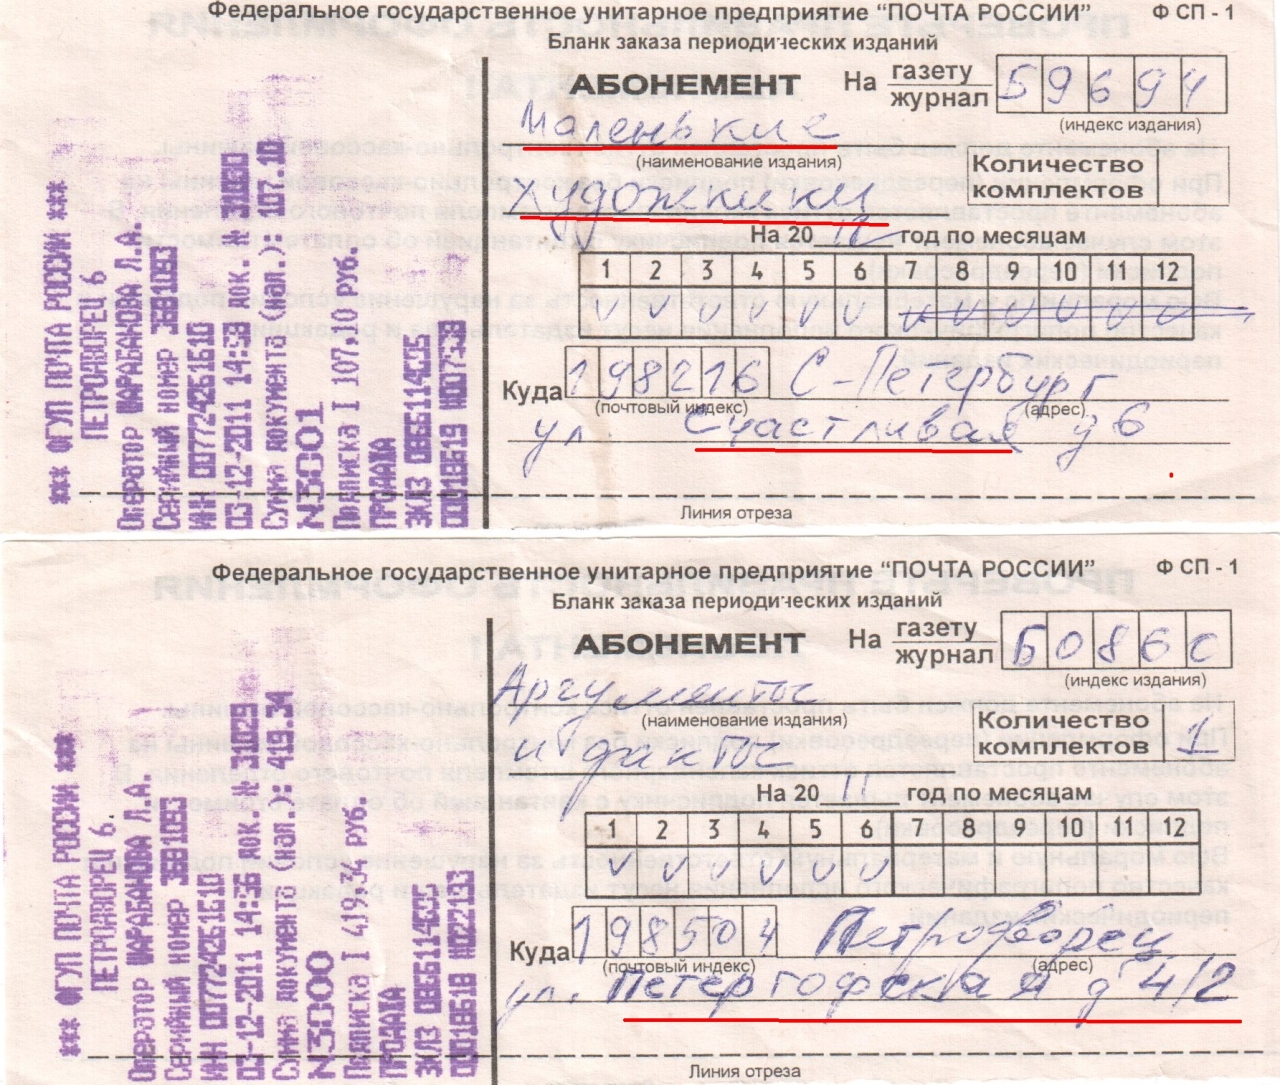 Федеральное государственное унитарное предприятие “ПОЧТА РОССИИ” Ф СП - 1
Бланк заказа периодических изданий
АБОНЕМЕНТ На газету 59694
журнал
(индекс издания)
Маленькие
(наименование издания)
Количество
комплектов
Художники
На 20 год по месяцам
1 2 3 4 5 6 7 8 9 10 11 12
Куда 198216 С-Петербург
(почтовый индекс) (адрес)
ул Счастливая д 6
Линия отреза
*** ФГУП ПОЧТА РОССИИ ***
ПЕТРОДВОРЕЦ 6
Оператор ШАРАБАНОВА Л.А.
Серийный номер
ИНН 007724261610
03-12-2011
Сумма документа (нал.): 107.10
N3001
Подписка 1 107.10 РУБ.
ПРОДАЖА
Федеральное государственное унитарное предприятие “ПОЧТА РОССИИ” Ф СП - 1
Бланк заказа периодических изданий
АБОНЕМЕНТ На газету
журнал
(индекс издания)
Аргументы
(наименование издания)
Количество
комплектов 1
и факты
На 20 11 год по месяцам
1 2 3 4 5 6 7 8 9 10 11 12
Куда 198504 Петродворец
(почтовый индекс) (адрес)
ул. Петергофская д 4/2
Линия отреза
*** ФГУП ПОЧТА РОССИИ ***
ПЕТРОДВОРЕЦ 6.
Оператор ШАРАБАНОВА Л.А
Серийный номер
ИНН 007724261610
03-12-2011
Сумма документа (нал.): 49.34
N3000
Подписка 1 49.34 РУБ.
ПРОДАЖА